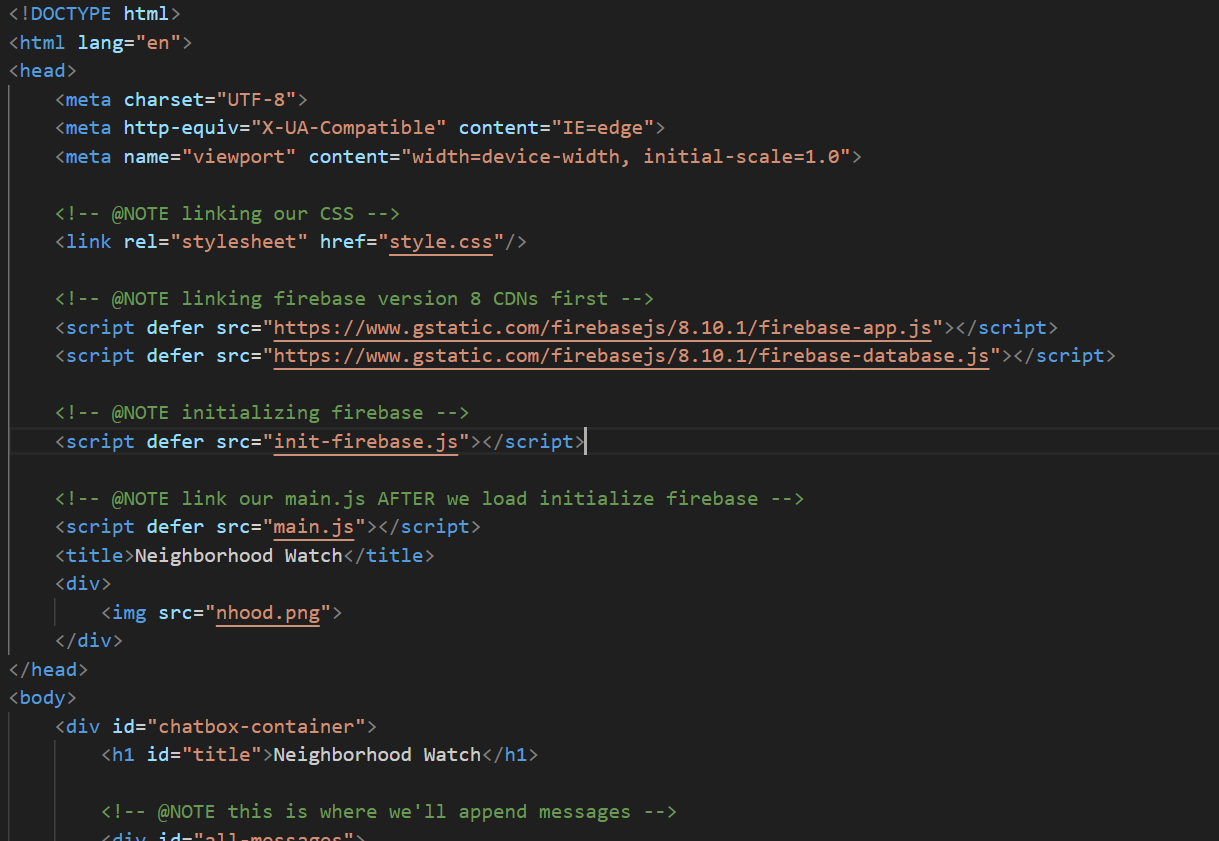 <!DOCTYPE html>
<html lang="en">
<head>
    <meta charset="UTF-8">
    <meta http-equiv="X-UA-Compatible" content="IE=edge">
    <meta name="viewport" content="width=device-width, initial-scale=1.0">

    <!-- @NOTE linking our CSS -->
    <link rel="stylesheet" href="style.css"/>

    <!-- @NOTE linking firebase version 8 CDNs first -->
    <script defer src="https://www.gstatic.com/firebasejs/8.10.1/firebase-app.js"></script>
    <script defer src="https://www.gstatic.com/firebasejs/8.10.1/firebase-database.js"></script>

    <!-- @NOTE initializing firebase -->
    <script defer src="init-firebase.js"></script>

    <!-- @NOTE link our main.js AFTER we load initialize firebase -->
    <script defer src="main.js"></script>
    <title>Neighborhood Watch</title>
    <div>
        <img src="nhood.png">
    </div>
</head>
<body>
    <div id="chatbox-container">
        <h1 id="title">Neighborhood Watch</h1>

        <!-- @NOTE this is where we'll append messages -->
        <div id="all-messages">